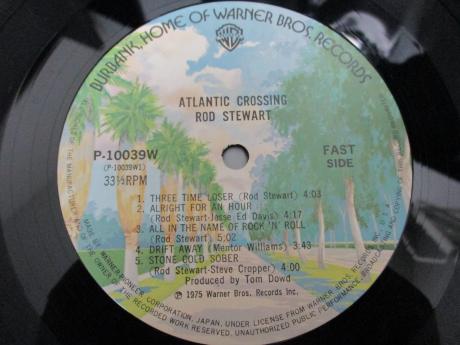 BURBANK, HOME OF WARNER BROS. RECORDS
ATLANTIC CROSSING
ROD STEWART
P-10039W
(P-10039W1)
33⅓RPM
FAST
SIDE
1. THREE TIME LOSER (Rod Stewart) 4:03
2. ALRIGHT FOR AN HOUR
(Rod Stewart-Jesse Ed Davis) 4:17
3. ALL IN THE NAME OF ROCK 'N' ROLL
(Rod Stewart) 5:02
4. DRIFT AWAY (Mentor Williams) 3:43
5. STONE COLD SOBER
(Rod Stewart-Steve Cropper) 4:00
Produced by Tom Dowd
Ⓟ 1975 Warner Bros. Records Inc.
MADE BY WARNER-PIONEER CORPORATION, JAPAN, UNDER LICENSE FROM WARNER BROS.
OF THE RECORDED WORK RESERVED. UNAUTHORIZED PUBLIC PERFORMANCE,